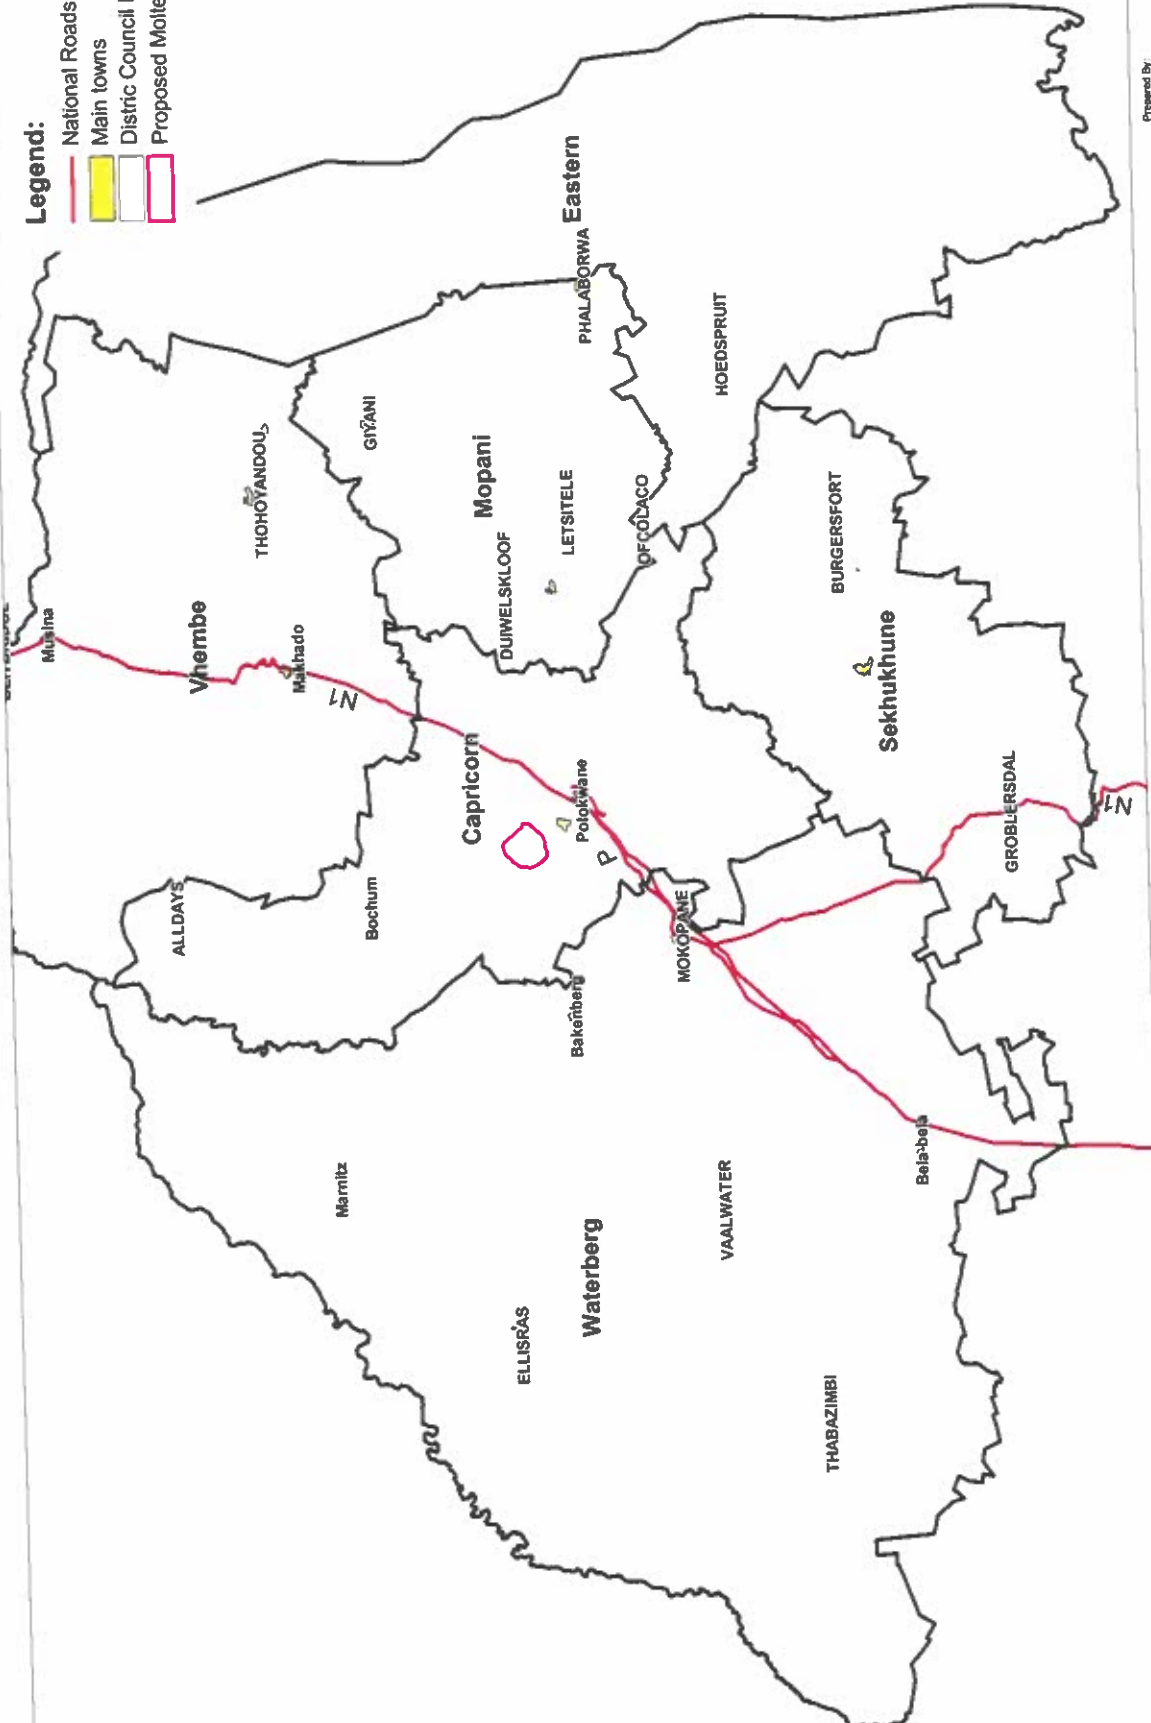 Legend:
National Roads
Main towns
Distric Council
Proposed Molte
Musina
Vhembe
THOHOYANDOU
Makhado
N1
GIYANI
ALLDAYS
Bochum
Capricorn
Mopani
DUIWELSKLOOF
LETSITELE
PHALABORWA
Eastern
OFCOLACO
HOEDSPRUIT
Polokwane
P
MOKOPANE
Bakenberg
Marnitz
ELLISRAS
Waterberg
VAALWATER
THABAZIMBI
Bela-bela
BURGERSFORT
Sekhukhune
GROBLERSDAL
N1
Prepared By: